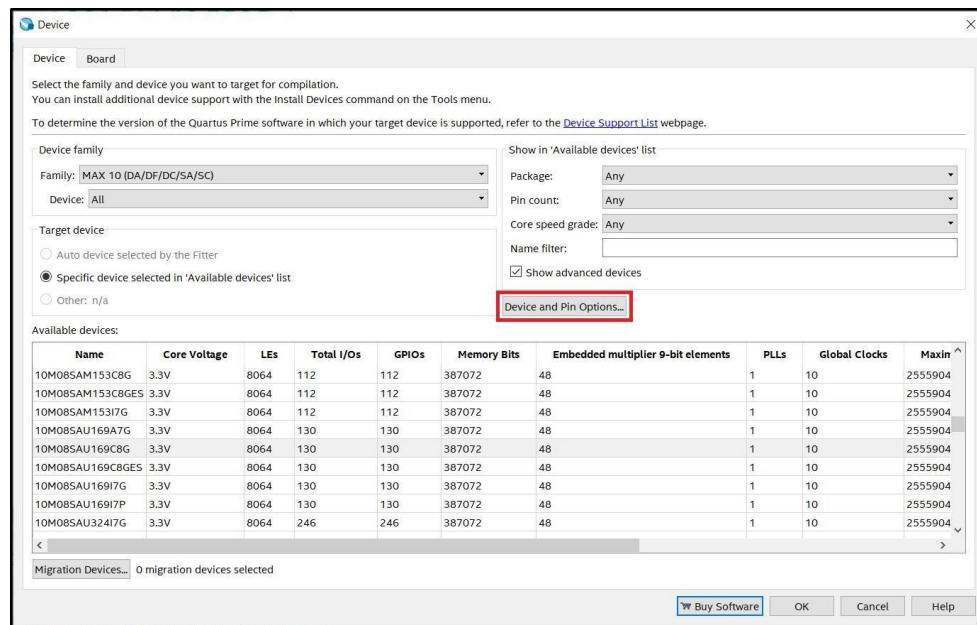 Device
Device Board
Select the family and device you want to target for compilation.
You can install additional device support with the Install Devices command on the Tools menu.
To determine the version of the Quartus Prime software in which your target device is supported, refer to the Device Support List webpage.
Device family
Family: MAX 10 (DA/DF/DC/SA/SC)
Device: All
Target device
Auto device selected by the Fitter
Specific device selected in 'Available devices' list
Other: n/a
Show in 'Available devices' list
Package: Any
Pin count: Any
Core speed grade: Any
Name filter:
Show advanced devices
Device and Pin Options...
Available devices:
Name Core Voltage LEs Total I/Os GPIOs Memory Bits Embedded multiplier 9-bit elements PLLs Global Clocks Maxim
10M08SAM153C8G 3.3V 8064 112 112 387072 48 1 10 2555904
10M08SAM153C8GES 3.3V 8064 112 112 387072 48 1 10 2555904
10M08SAM153I7G 3.3V 8064 112 112 387072 48 1 10 2555904
10M08SAU169A7G 3.3V 8064 130 130 387072 48 1 10 2555904
10M08SAU169C8G 3.3V 8064 130 130 387072 48 1 10 2555904
10M08SAU169C8GES 3.3V 8064 130 130 387072 48 1 10 2555904
10M08SAU169I7G 3.3V 8064 130 130 387072 48 1 10 2555904
10M08SAU169I7P 3.3V 8064 130 130 387072 48 1 10 2555904
10M08SAU324I7G 3.3V 8064 246 246 387072 48 1 10 2555904
Migration Devices... 0 migration devices selected
Buy Software OK Cancel Help